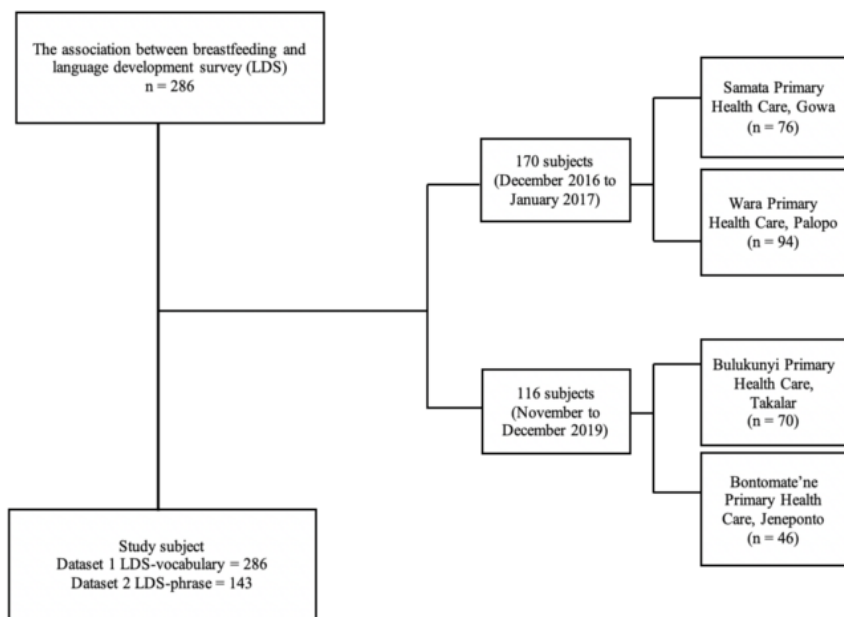 The association between breastfeeding and
language development survey (LDS)
n = 286
170 subjects
(December 2016 to
January 2017)
Samata Primary
Health Care, Gowa
(n = 76)
Wara Primary
Health Care, Palopo
(n = 94)
116 subjects
(November to
December 2019)
Bulukunyi Primary
Health Care,
Takalar
(n = 70)
Bontomate'ne
Primary Health
Care, Jeneponto
(n = 46)
Study subject
Dataset 1 LDS-vocabulary = 286
Dataset 2 LDS-phrase = 143